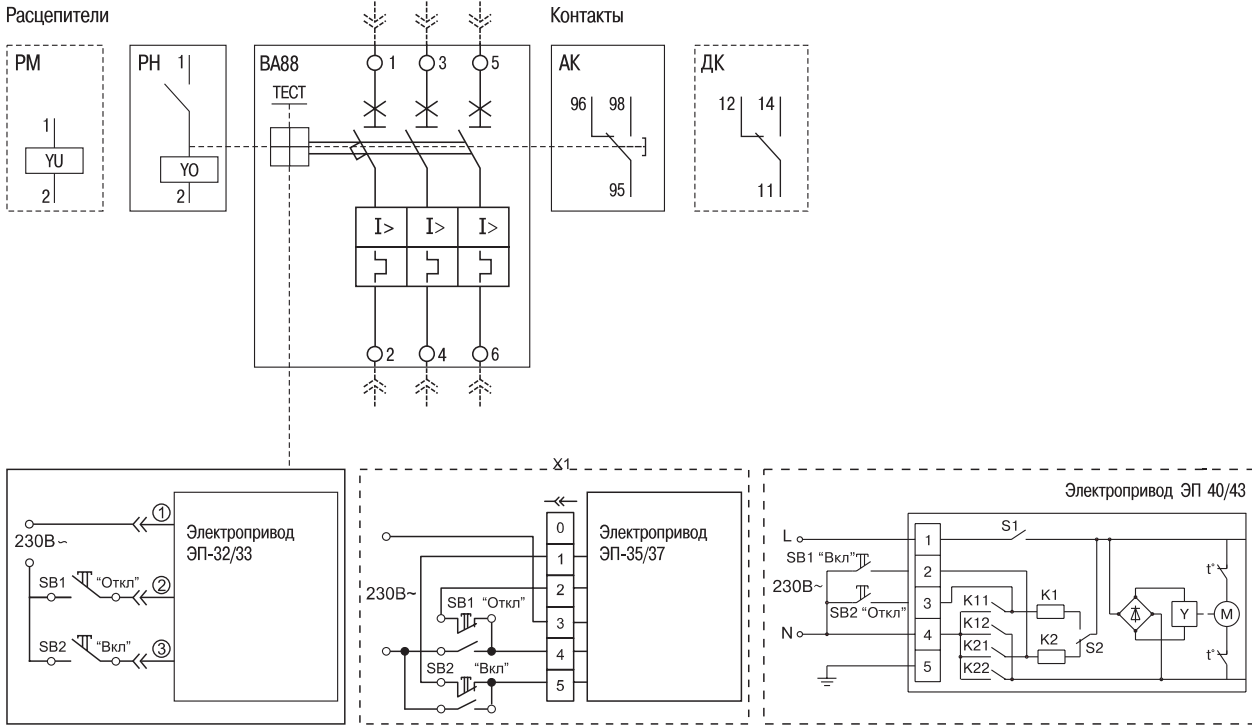 Расцепители
Контакты
РМ
1
YU
2
РН
1
YO
2
ВА88
ТЕСТ
1
3
5
I>
I>
I>
2
4
6
АК
96
98
95
ДК
12
14
11
230В~
1
2
3
SB1
"Откл"
SB2
"Вкл"
Электропривод
ЭП-32/33
X1
230В~
SB1 "Откл"
SB2 "Вкл"
0
1
2
3
4
5
Электропривод
ЭП-35/37
Электропривод ЭП 40/43
L
SB1 "Вкл"
230В~
SB2 "Откл"
N
1
2
3
4
5
S1
K11
K12
K21
K22
K1
K2
S2
Y
M
t°
t°